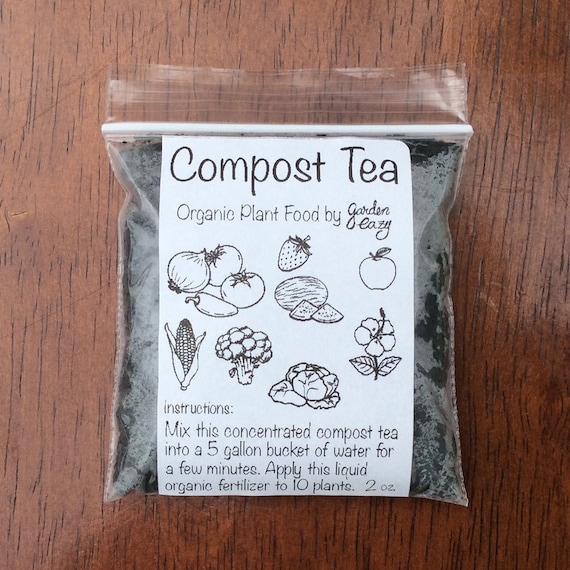 Compost Tea
Organic Plant Food by garden eazy
instructions:
Mix this concentrated compost tea
into a 5 gallon bucket of water for
a few minutes. Apply this liquid
organic fertilizer to 10 plants. 2 oz.